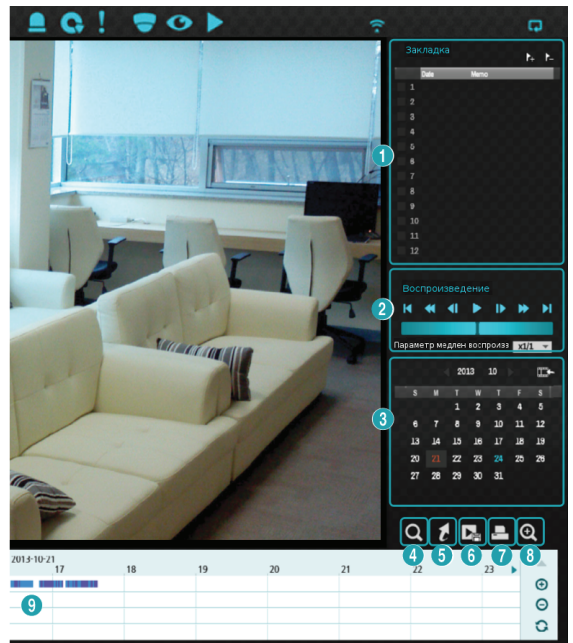 Закладка
Date Memo
1
2
3
4
5
6
7
8
9
10
11
12
1
Воспроизведение
2
Параметр медлен воспроизв x1/1
2013 10
S M T W T F S
1 2 3 4 5
6 7 8 9 10 11 12
13 14 15 16 17 18 19
20 21 22 23 24 25 26
27 28 29 30 31
3
4 5 6 7 8
2013-10-21
17 18 19 20 21 22 23
9